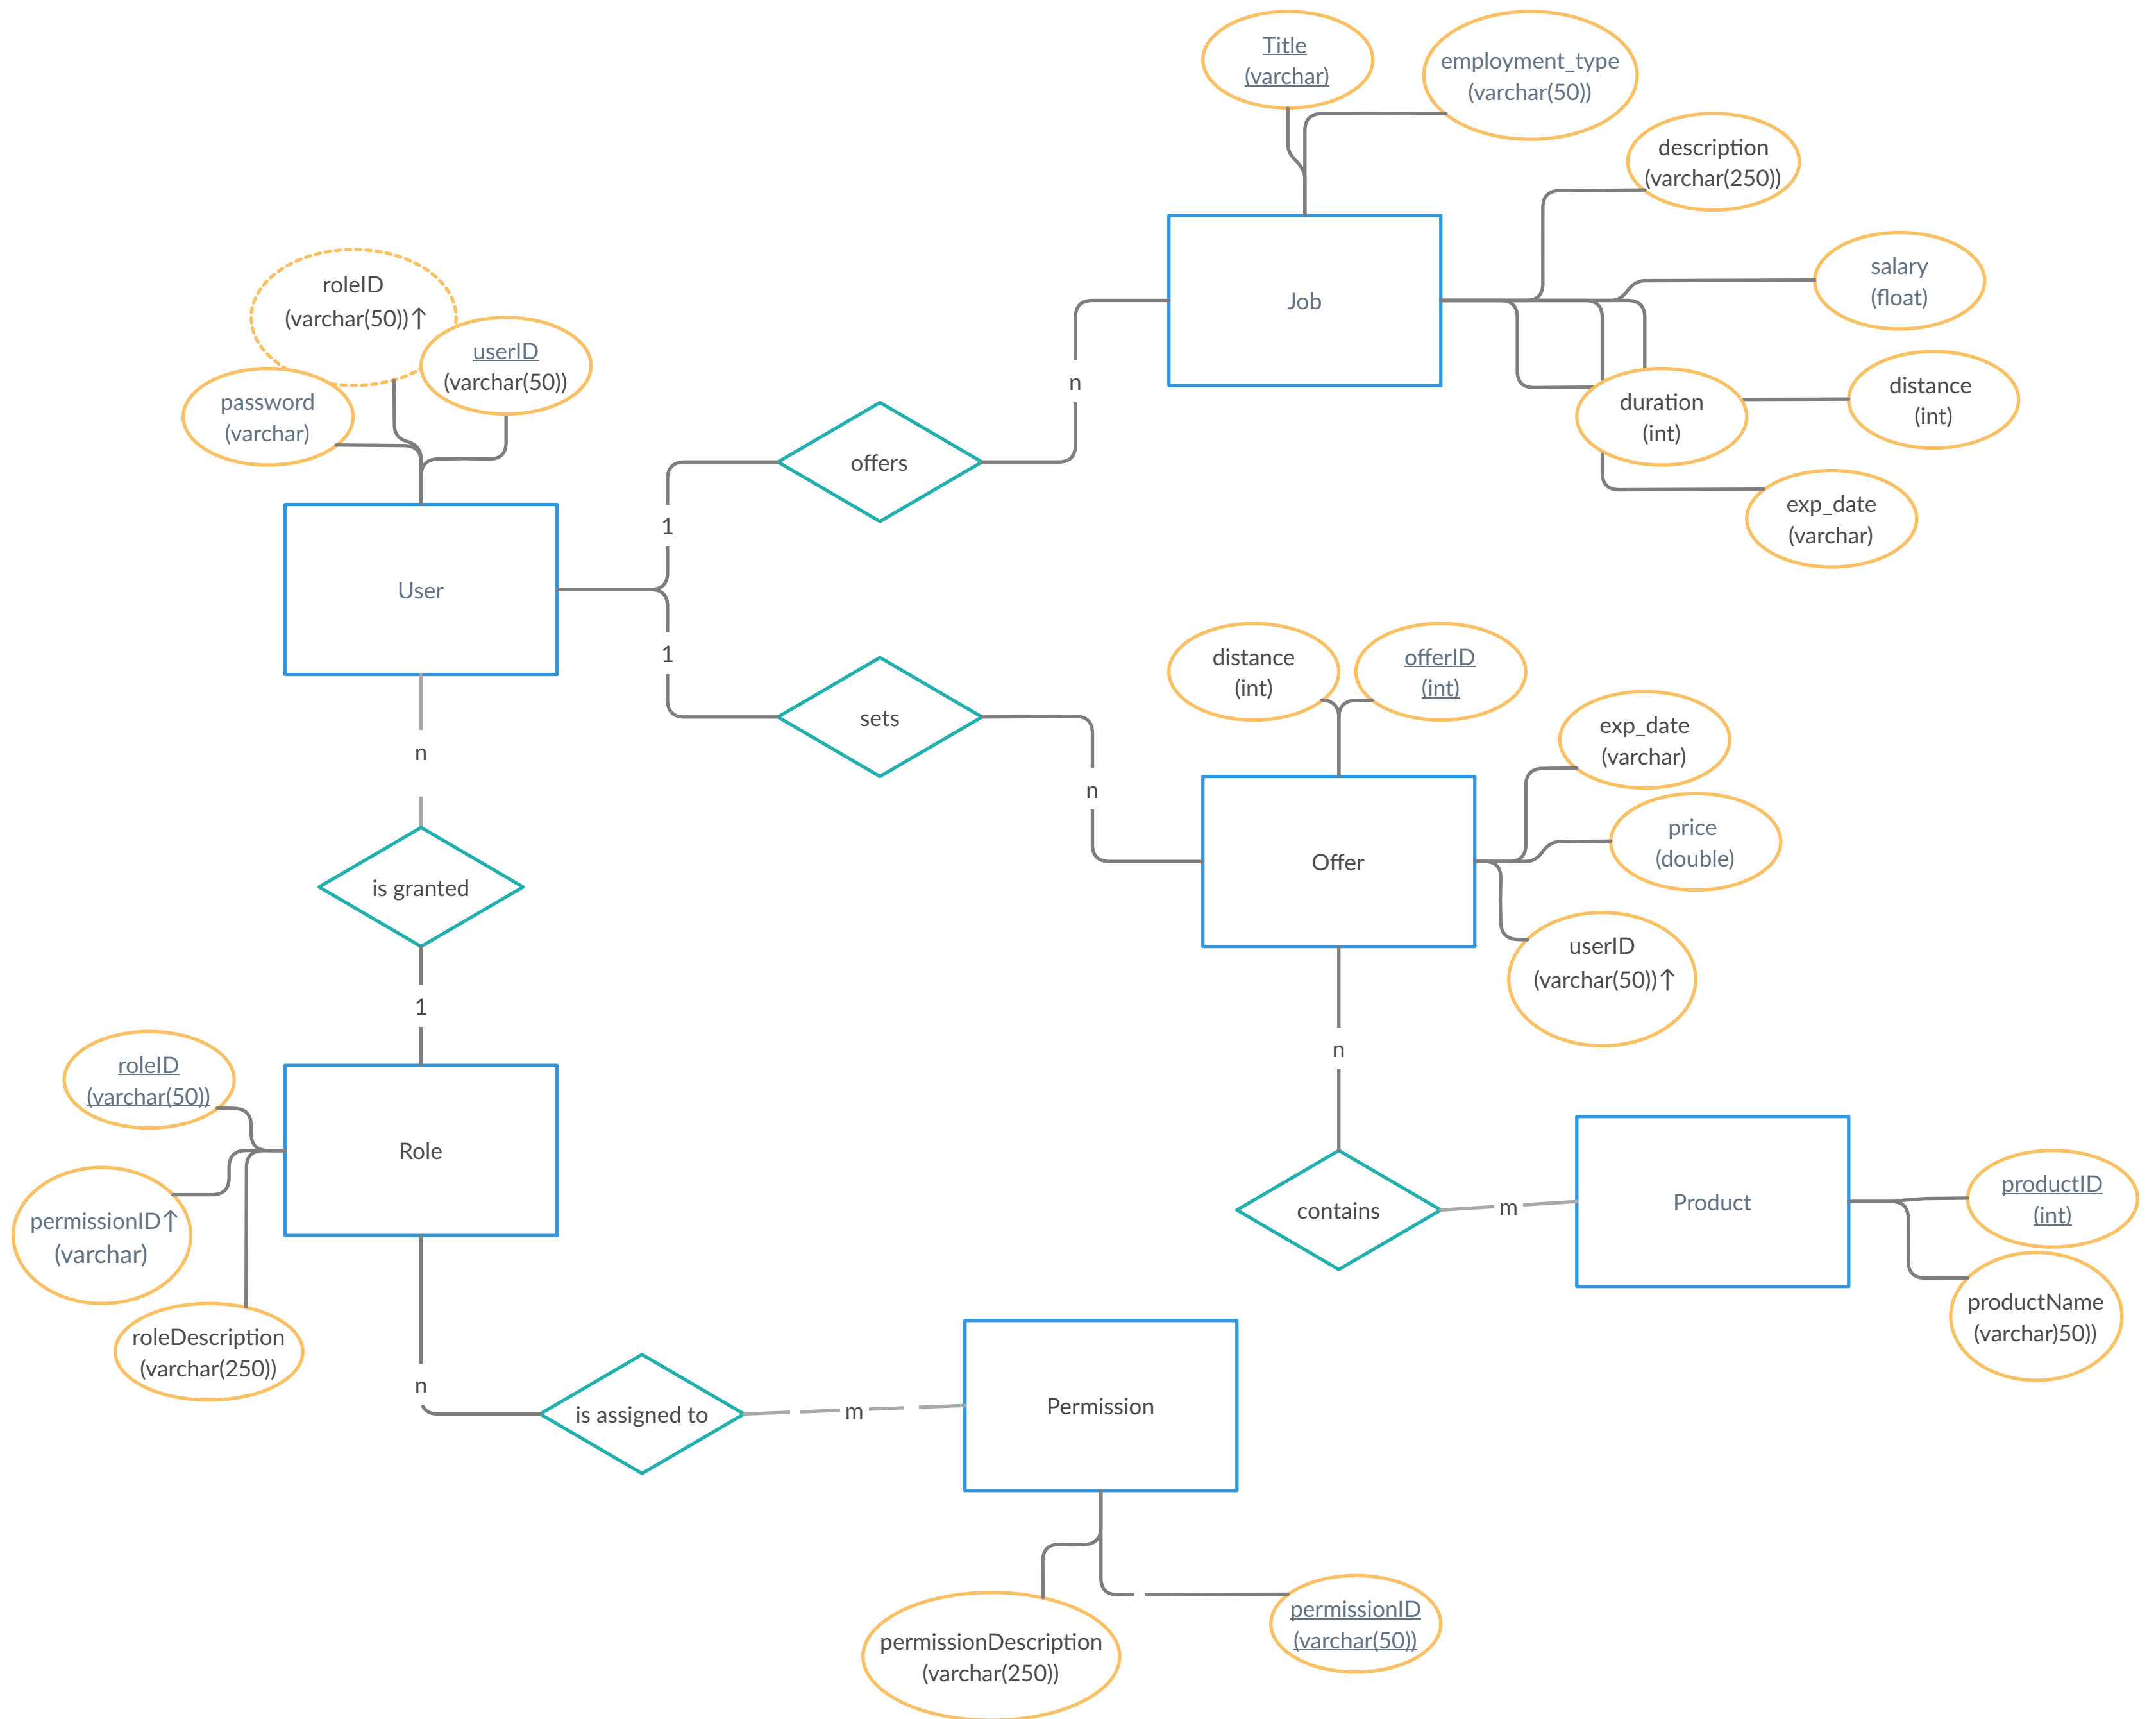 Title
(varchar)
employment_type
(varchar(50))
description
(varchar(250))
salary
(float)
Job
distance
(int)
duration
(int)
exp_date
(varchar)
n
roleID
(varchar(50))↑
userID
(varchar(50))
password
(varchar)
offers
1
User
1
sets
n
distance
(int)
offerID
(int)
exp_date
(varchar)
price
(double)
Offer
userID
(varchar(50))↑
n
is granted
1
roleID
(varchar(50))
Role
permissionID↑
(varchar)
roleDescription
(varchar(250))
n
contains
m
Product
productID
(int)
productName
(varchar)50))
n
is assigned to
m
Permission
permissionDescription
(varchar(250))
permissionID
(varchar(50))